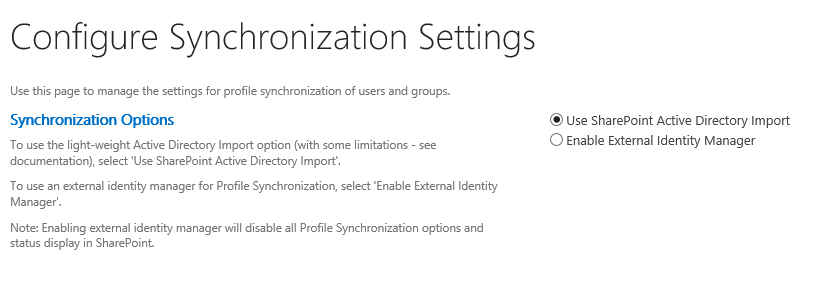 Configure Synchronization Settings
Use this page to manage the settings for profile synchronization of users and groups.
Synchronization Options
To use the light-weight Active Directory Import option (with some limitations - see
documentation), select 'Use SharePoint Active Directory Import'.
To use an external identity manager for Profile Synchronization, select 'Enable External Identity
Manager'.
Note: Enabling external identity manager will disable all Profile Synchronization options and
status display in SharePoint.
Use SharePoint Active Directory Import
Enable External Identity Manager